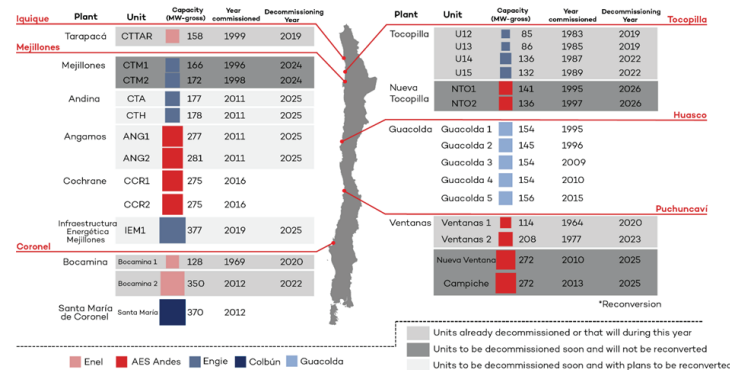 Iquique
Plant Unit Capacity (MW-gross) Year commissioned Decommissioning Year
Tarapacá CTTAR 158 1999 2019
Mejillones
Mejillones CTM1 166 1996 2024
CTM2 172 1998 2024
Andina CTA 177 2011 2025
CTH 178 2011 2025
Angamos ANG1 277 2011 2025
ANG2 281 2011 2025
Cochrane CCR1 275 2016
CCR2 275 2016
Infraestructura Energética Mejillones IEM1 377 2019 2025
Coronel
Bocamina Bocamina 1 128 1969 2020
Bocamina 2 350 2012 2022
Santa María de Coronel Santa María 370 2012
Plant Unit Capacity (MW-gross) Year commissioned Decommissioning Year
Tocopilla
Tocopilla U12 85 1983 2019
U13 86 1985 2019
U14 136 1987 2022
U15 132 1989 2022
Nueva Tocopilla NTO1 141 1995 2026
NTO2 136 1997 2026
Huasco
Guacolda Guacolda 1 154 1995
Guacolda 2 145 1996
Guacolda 3 154 2009
Guacolda 4 154 2010
Guacolda 5 156 2015
Puchuncaví
Ventanas Ventanas 1 114 1964 2020
Ventanas 2 208 1977 2023
Nueva Ventana 272 2010 2025
Campiche 272 2013 2025
*Reconversion
Units already decommissioned or that will during this year
Units to be decommissioned soon and will not be reconverted
Units to be decommissioned soon and with plans to be reconverted
Enel AES Andes Engie Colbún Guacolda